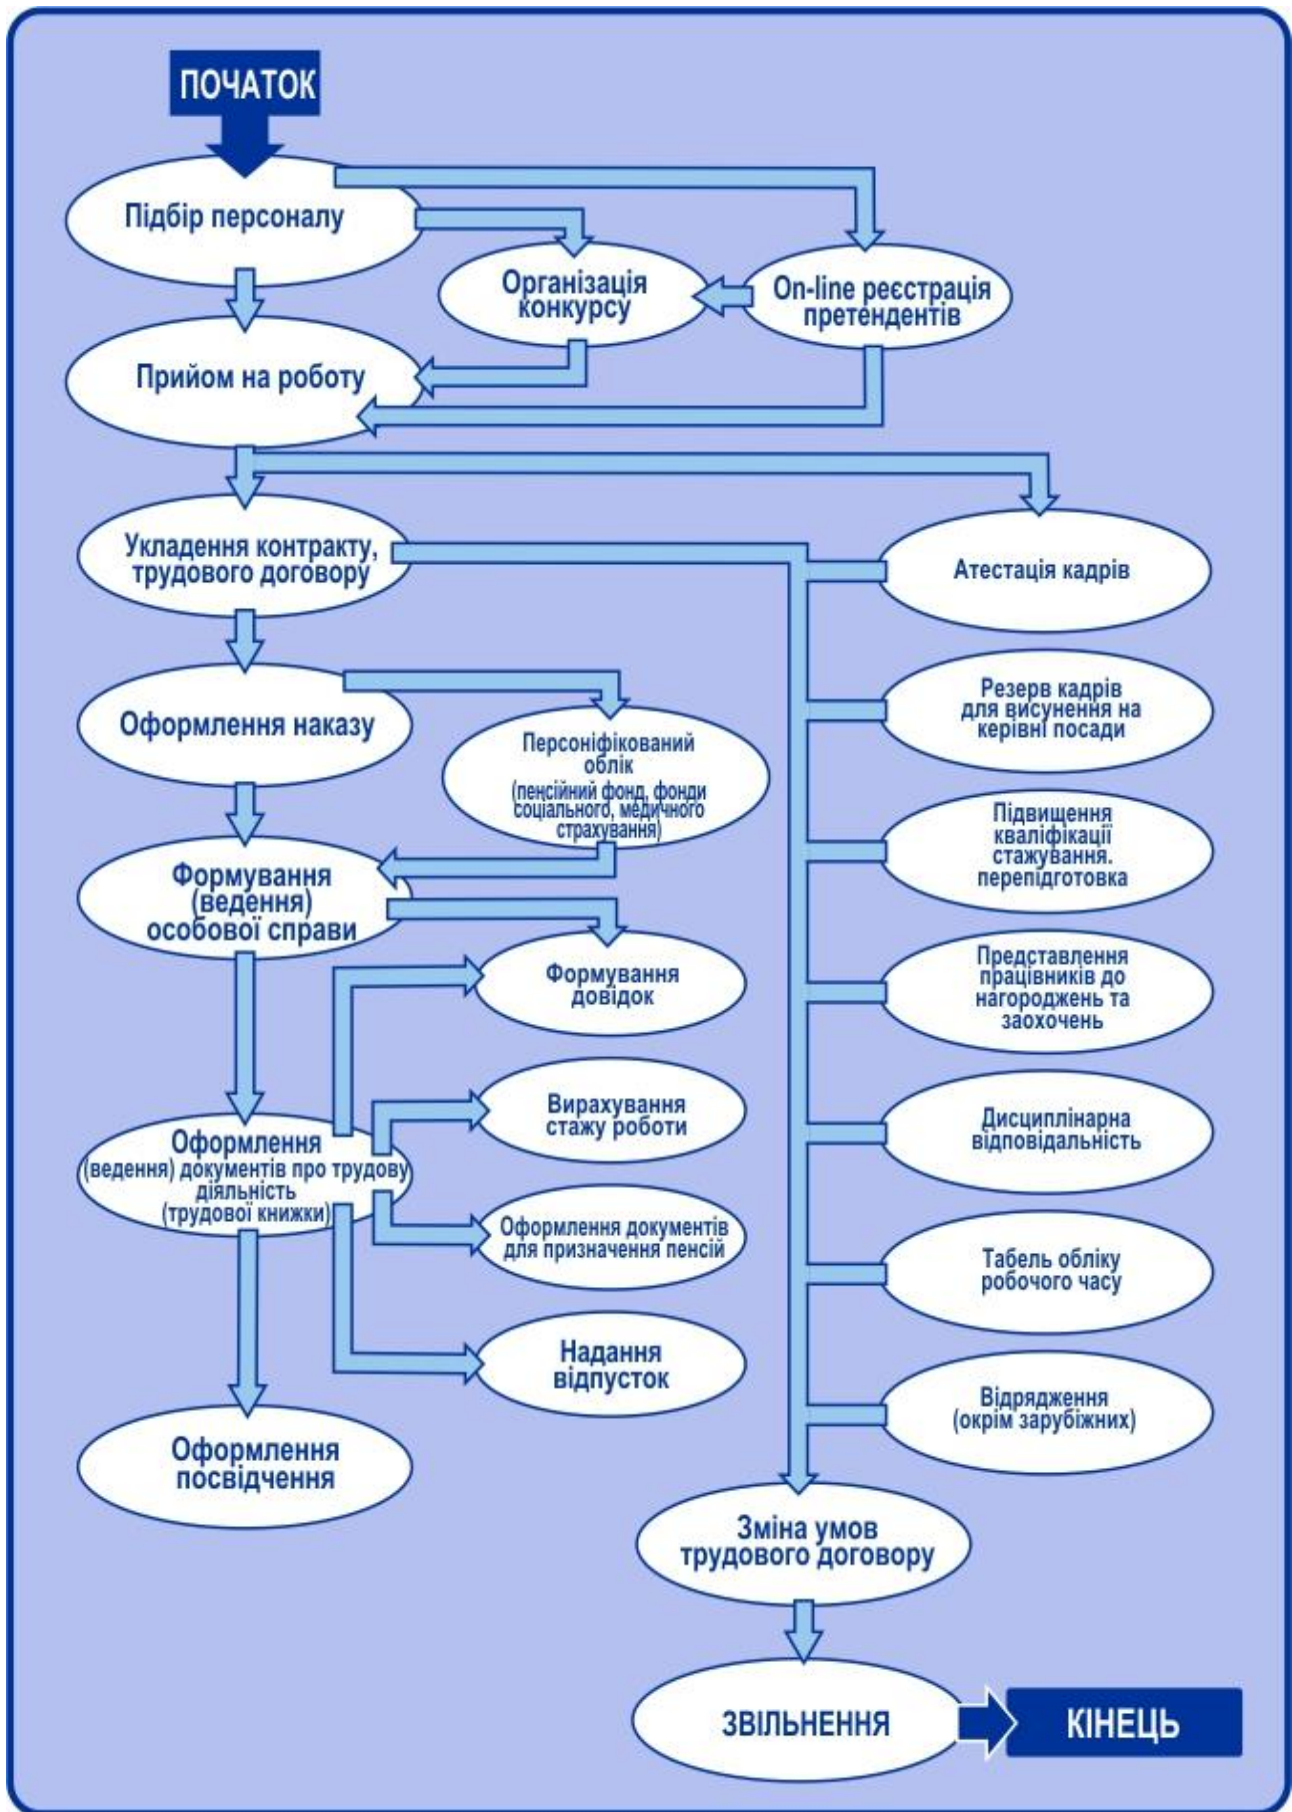 ПОЧАТОК
Підбір персоналу
Організація
конкурсу
On-line реєстрація
претендентів
Прийом на роботу
Укладення контракту,
трудового договору
Атестація кадрів
Оформлення наказу
Резерв кадрів
для висунення на
керівні посади
Персоніфікований
облік
(пенсійний фонд, фонди
соціального, медичного
страхування)
Підвищення
кваліфікації
стажування.
перепідготовка
Формування
(ведення)
особової справи
Формування
довідок
Представлення
працівників до
нагороджень та
заохочень
Вирахування
стажу роботи
Дисциплінарна
відповідальність
Оформлення
(ведення) документів про трудову
діяльність
(трудової книжки)
Оформлення документів
для призначення пенсій
Табель обліку
робочого часу
Надання
відпусток
Відрядження
(окрім зарубіжних)
Оформлення
посвідчення
Зміна умов
трудового договору
ЗВІЛЬНЕННЯ
КІНЕЦЬ